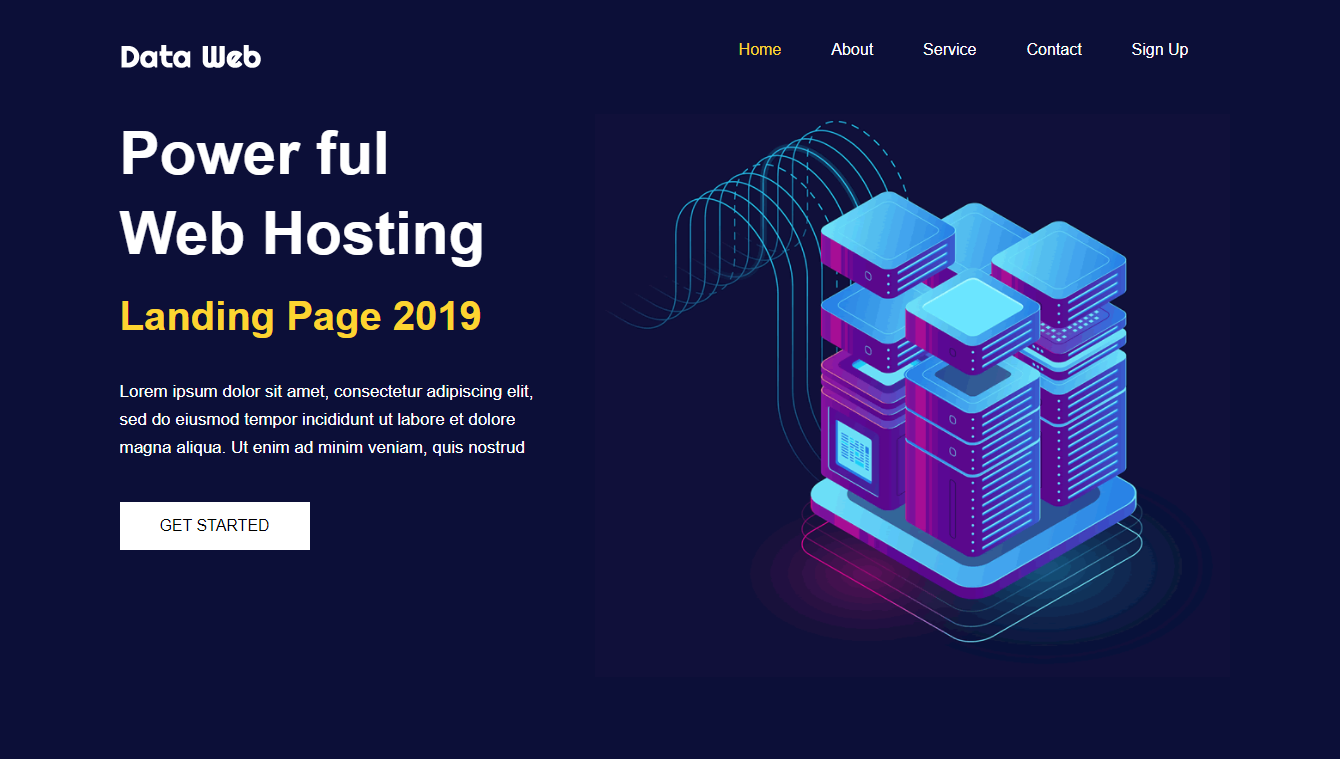 Data Web
Home About Service Contact Sign Up
Power ful
Web Hosting
Landing Page 2019
Lorem ipsum dolor sit amet, consectetur adipiscing elit,
sed do eiusmod tempor incididunt ut labore et dolore
magna aliqua. Ut enim ad minim veniam, quis nostrud
GET STARTED